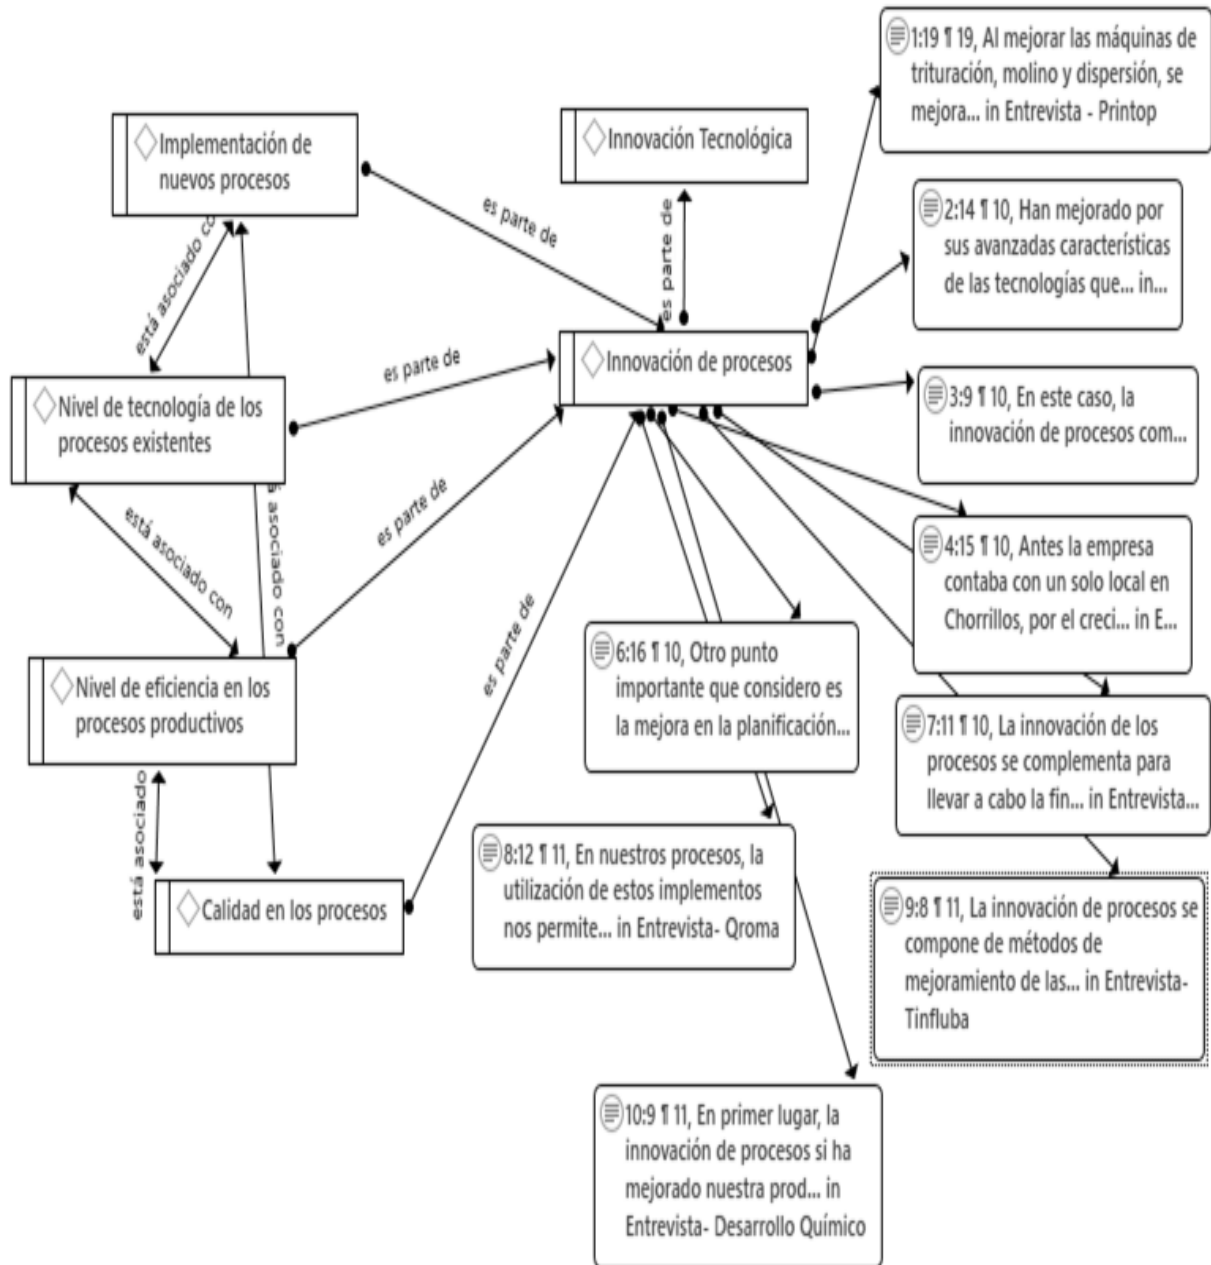 1:19 ¶ 19, Al mejorar las máquinas de
trituración, molino y dispersión, se
mejora... in Entrevista - Printop
Implementación de
nuevos procesos
Innovación Tecnológica
2:14 ¶ 10, Han mejorado por
sus avanzadas características
de las tecnologías que... in...
es parte de
es parte de
está asociado co
Innovación de procesos
es parte de
3:9 ¶ 10, En este caso, la
innovación de procesos com...
Nivel de tecnología de los
procesos existentes
es parte de
está asociado con
asociado con
4:15 ¶ 10, Antes la empresa
contaba con un solo local en
Chorrillos, por el creci... in E...
6:16 ¶ 10, Otro punto
importante que considero es
la mejora en la planificación...
es parte de
Nivel de eficiencia en los
procesos productivos
7:11 ¶ 10, La innovación de los
procesos se complementa para
llevar a cabo la fin... in Entrevista...
está asociado
8:12 ¶ 11, En nuestros procesos, la
utilización de estos implementos
nos permite... in Entrevista- Qroma
Calidad en los procesos
9:8 ¶ 11, La innovación de procesos se
compone de métodos de
mejoramiento de las... in Entrevista-
Tinfluba
10:9 ¶ 11, En primer lugar, la
innovación de procesos si ha
mejorado nuestra prod... in
Entrevista- Desarrollo Químico